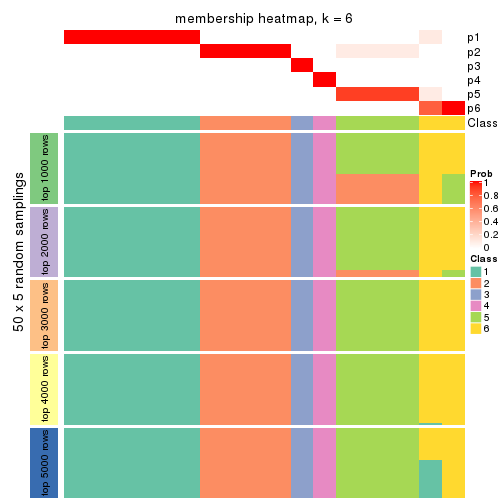 membership heatmap, k = 6
p1
p2
p3
p4
p5
p6
Class
50 x 5 random samplings
top 1000 rows
top 2000 rows
top 3000 rows
top 4000 rows
top 5000 rows
Prob
1
0.8
0.6
0.4
0.2
0
Class
1
2
3
4
5
6